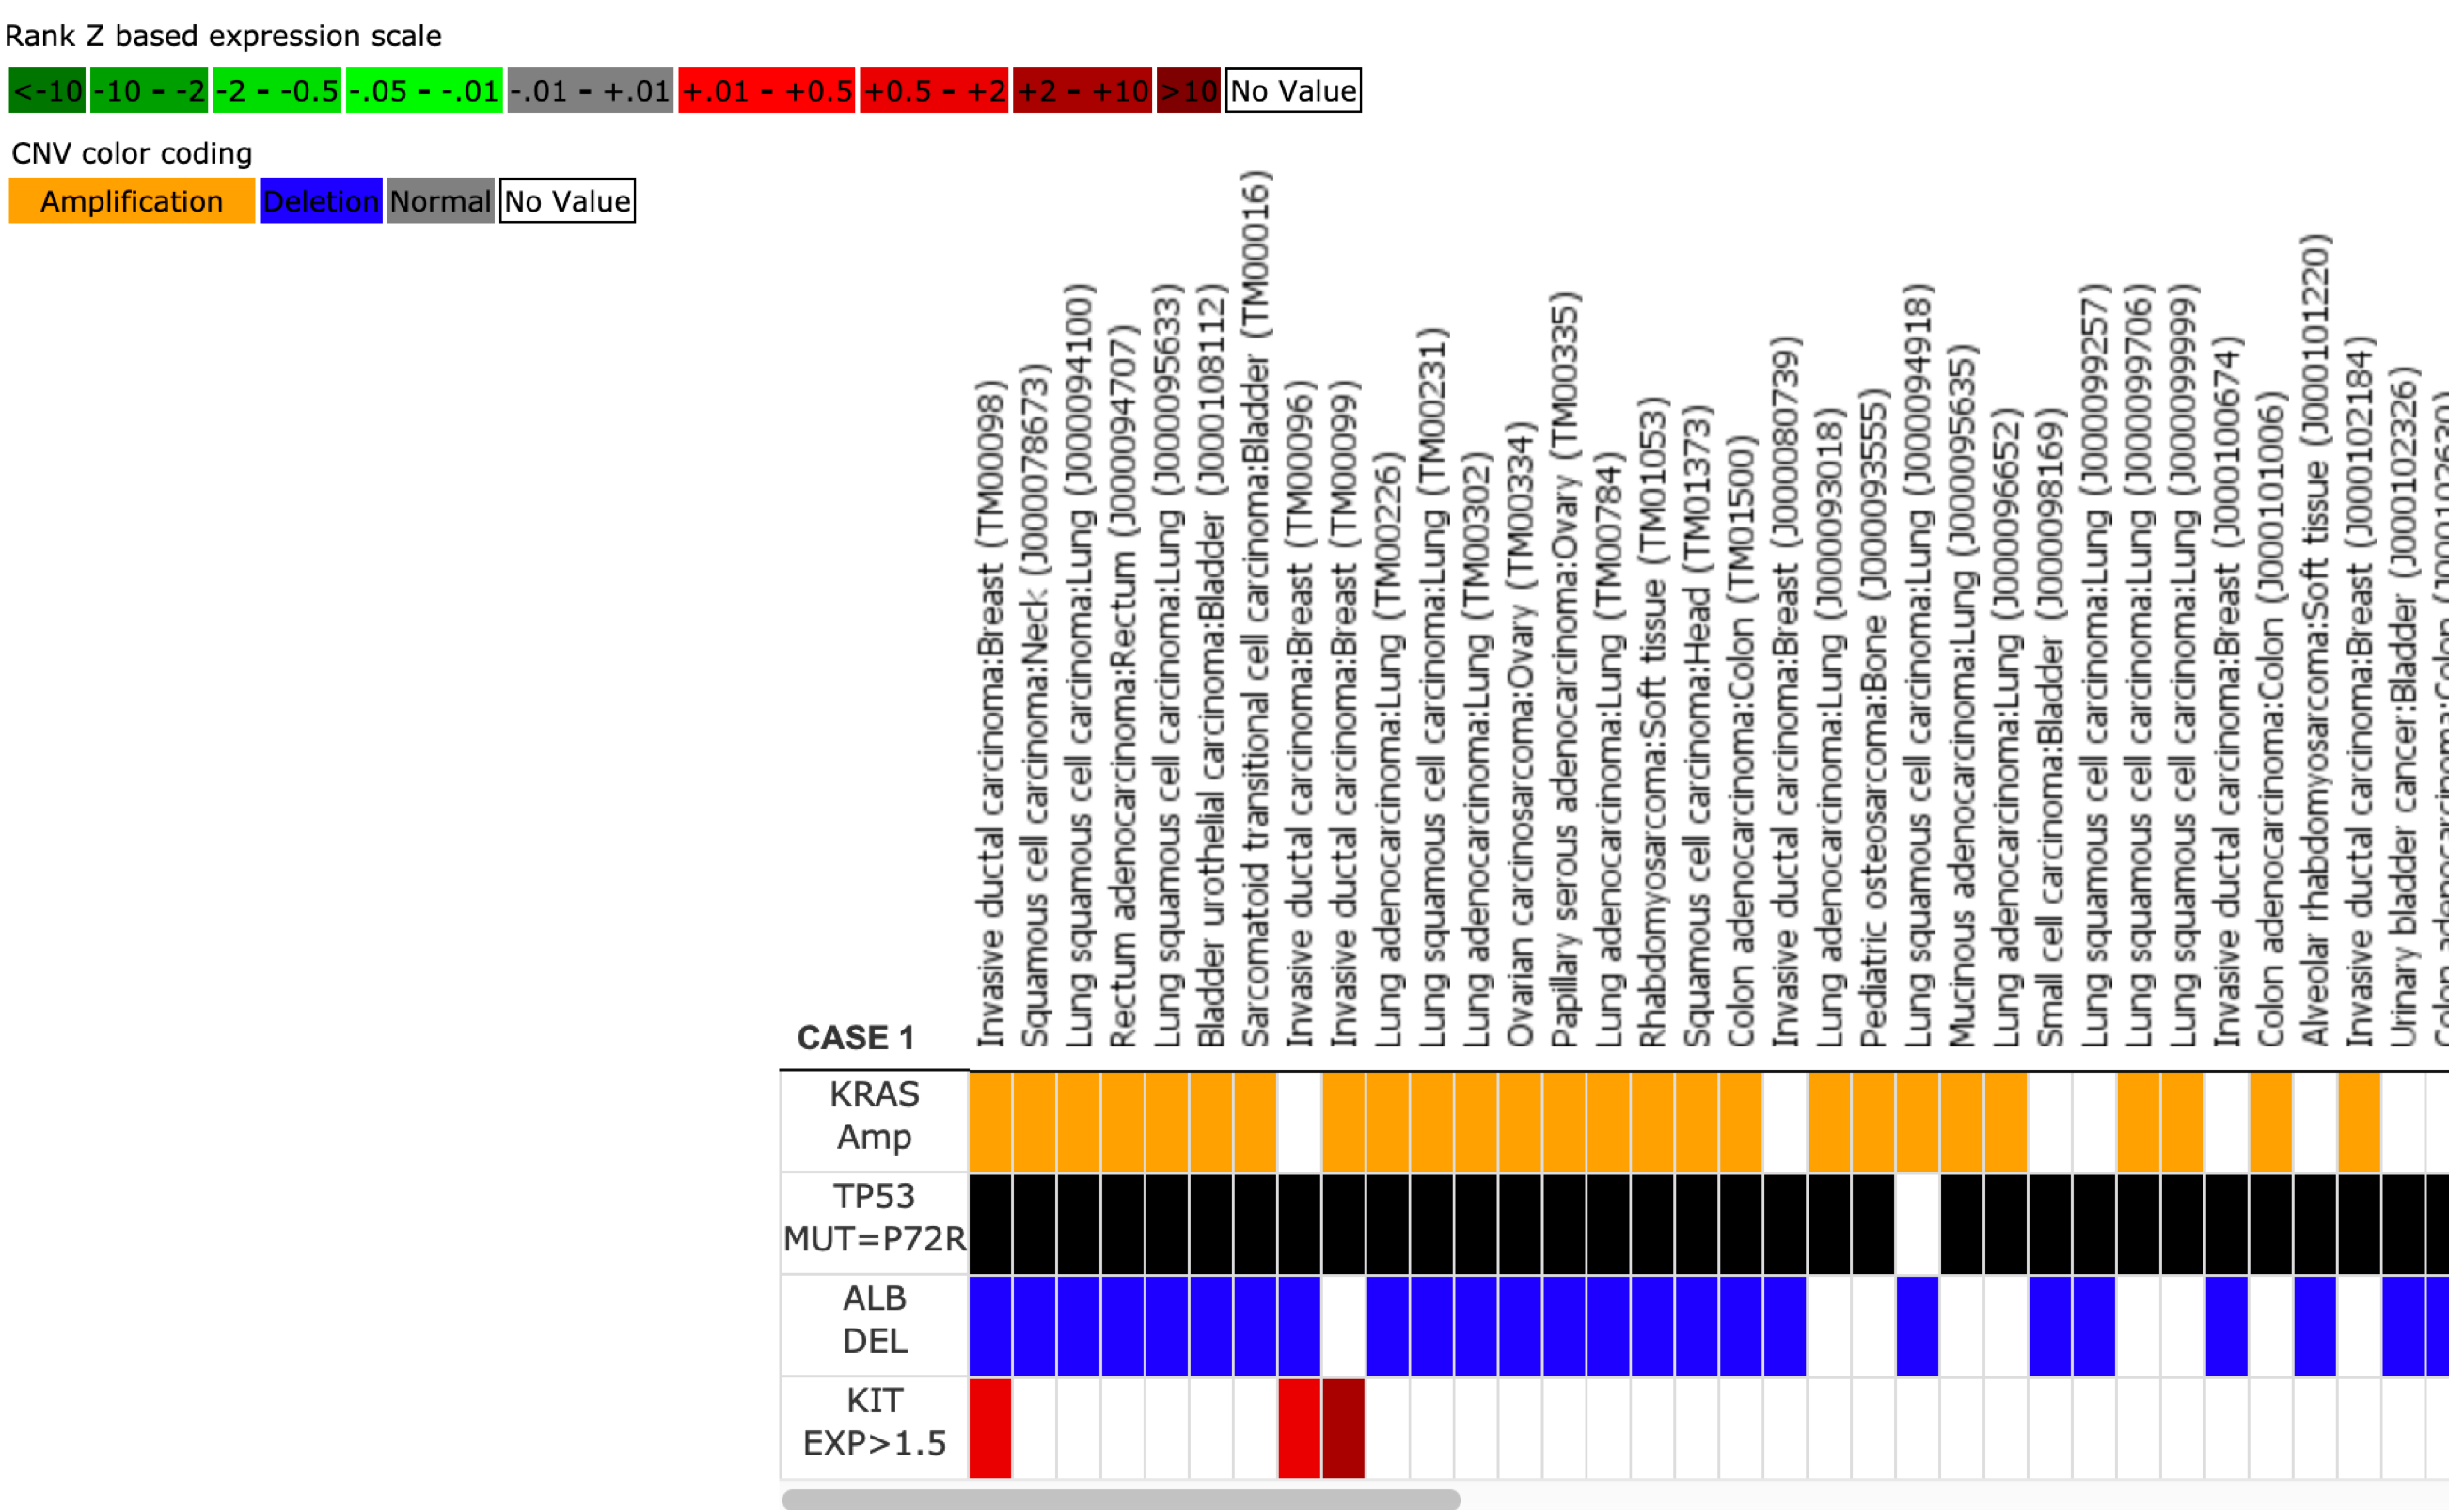 Rank Z based expression scale
<-10 -10 - -2 -2 - -0.5 -.05 - -.01 -.01 - +.01 +.01 - +0.5 +0.5 - +2 +2 - +10 >10 No Value
CNV color coding
Amplification Deletion Normal No Value
Invasive ductal carcinoma:Breast (TM00098)
Squamous cell carcinoma:Neck (J000078673)
Lung squamous cell carcinoma:Lung (J000094100)
Rectum adenocarcinoma:Rectum (J000094707)
Lung squamous cell carcinoma:Lung (J000095633)
Bladder urothelial carcinoma:Bladder (J000108112)
Sarcomatoid transitional cell carcinoma:Bladder (TM00016)
Invasive ductal carcinoma:Breast (TM00096)
Invasive ductal carcinoma:Breast (TM00099)
Lung adenocarcinoma:Lung (TM00226)
Lung squamous cell carcinoma:Lung (TM00231)
Lung adenocarcinoma:Lung (TM00302)
Ovarian carcinosarcoma:Ovary (TM00334)
Papillary serous adenocarcinoma:Ovary (TM00335)
Lung adenocarcinoma:Lung (TM00784)
Rhabdomyosarcoma:Soft tissue (TM01053)
Squamous cell carcinoma:Head (TM01373)
Colon adenocarcinoma:Colon (TM01500)
Invasive ductal carcinoma:Breast (J000080739)
Lung adenocarcinoma:Lung (J000093018)
Pediatric osteosarcoma:Bone (J000093555)
Lung squamous cell carcinoma:Lung (J000094918)
Mucinous adenocarcinoma:Lung (J000095635)
Lung adenocarcinoma:Lung (J000096652)
Small cell carcinoma:Bladder (J000098169)
Lung squamous cell carcinoma:Lung (J000099257)
Lung squamous cell carcinoma:Lung (J000099706)
Lung squamous cell carcinoma:Lung (J000099999)
Invasive ductal carcinoma:Breast (J000100674)
Colon adenocarcinoma:Colon (J000101006)
Alveolar rhabdomyosarcoma:Soft tissue (J000101220)
Invasive ductal carcinoma:Breast (J000102184)
Urinary bladder cancer:Bladder (J000102326)
Colon adenocarcinoma:Colon (J000102630)
CASE 1
KRAS
Amp
TP53
MUT=P72R
ALB
DEL
KIT
EXP>1.5